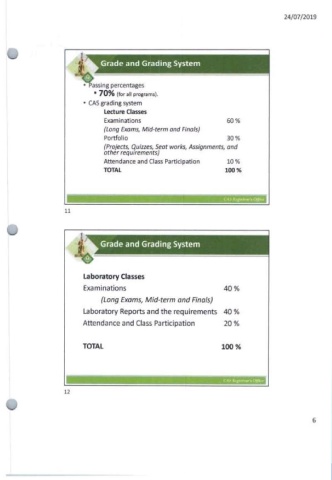 24/07/2019
Grade and Grading System
• Passing percentages
• 70% (for all programs).
• CAS grading system
Lecture Classes
Examinations 60 %
(Long Exams, Mid-term and Finals)
Portfolio 30 %
(Projects, Quizzes, Seat works, Assignments, and
other requirements)
Attendance and Class Participation 10 %
TOTAL 100 %
11
Grade and Grading System
Laboratory Classes
Examinations 40 %
(Long Exams, Mid-term and Finals)
Laboratory Reports and the requirements 40 %
Attendance and Class Participation 20 %
TOTAL 100 %
12
6